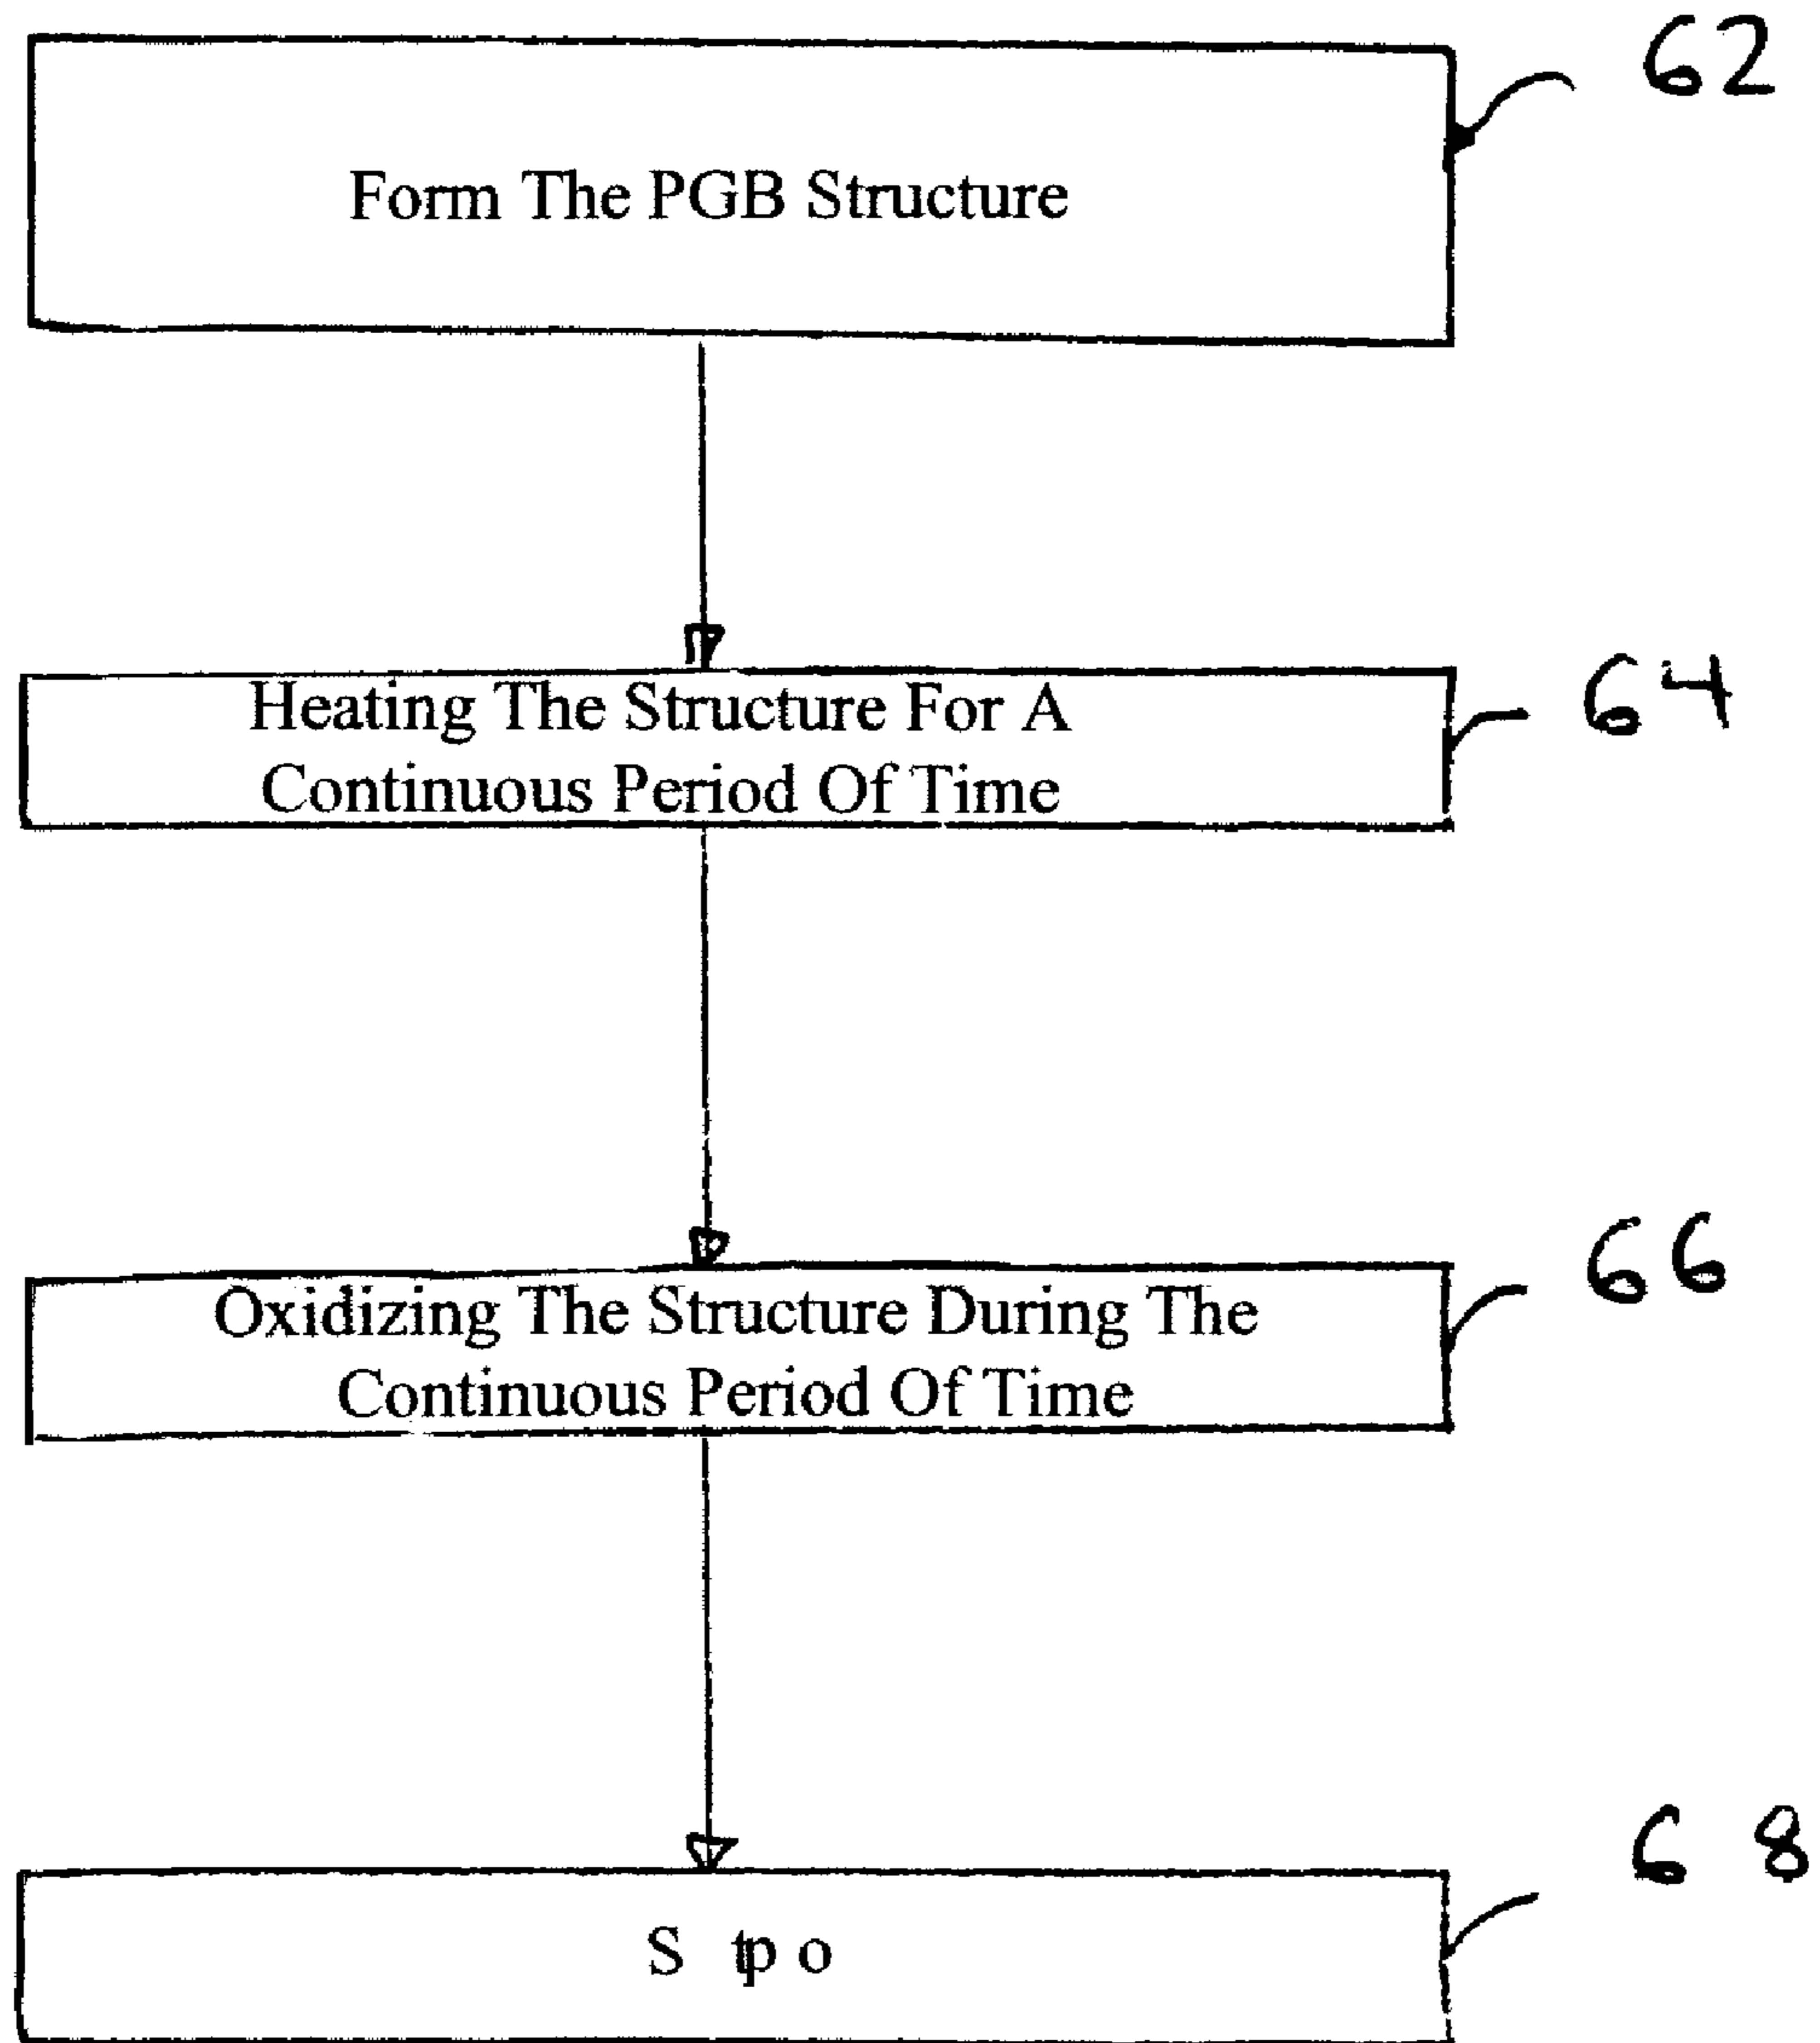 62
Form The PGB Structure
64
Heating The Structure For A
Continuous Period Of Time
66
Oxidizing The Structure During The
Continuous Period Of Time
68
S tp o